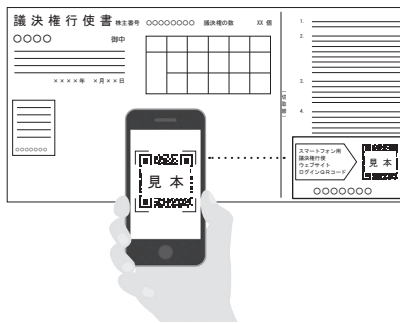 議決権行使書 株主番号 ○○○○○○○○ 議決権の数 XX 個
○○○○ 御中
××××年 ×月××日
○○○○○○○
1.
2.
3.
4.
見本
スマートフォン用
議決権行使
ウェブサイト
ログインQRコード
見本
○○○○○○○